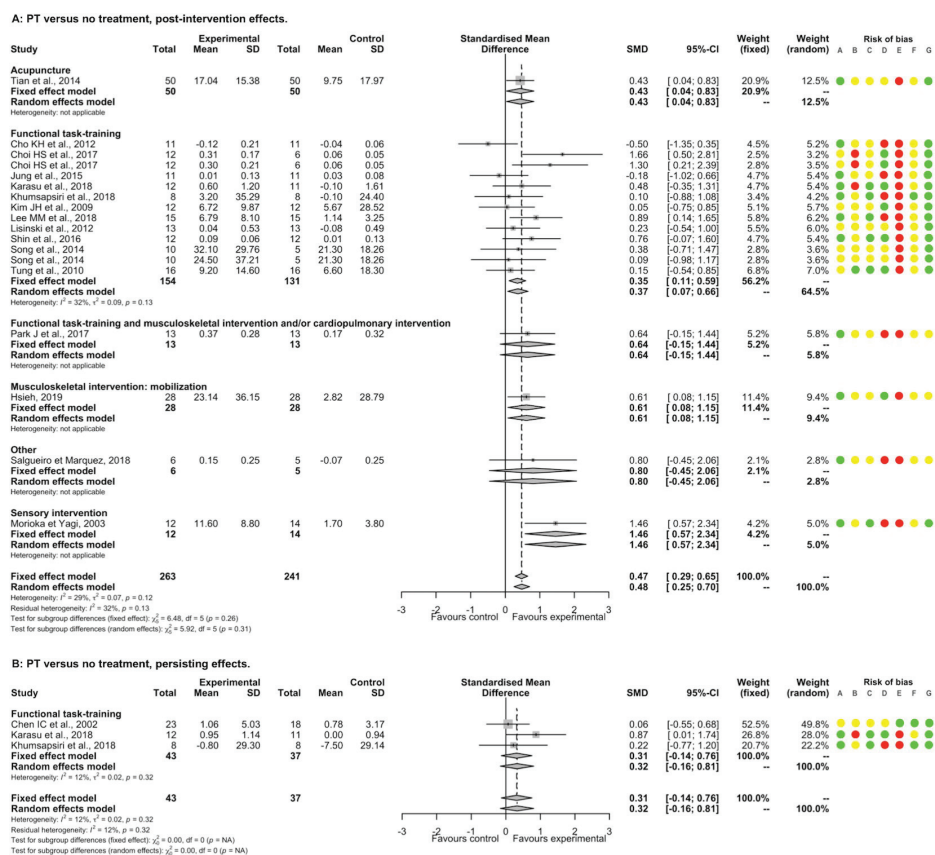 A: PT versus no treatment, post-intervention effects.
Experimental Control Standardised Mean Weight Weight Risk of bias
Study Total Mean SD Total Mean SD Difference SMD 95%-CI (fixed) (random) A B C D E F G
Acupuncture
Tian et al., 2014 50 17.04 15.38 50 9.75 17.97 0.43 [ 0.04; 0.83] 20.9% 12.5%
Fixed effect model 50 50 0.43 [ 0.04; 0.83] 20.9% --
Random effects model 0.43 [ 0.04; 0.83] -- 12.5%
Heterogeneity: not applicable
Functional task-training
Cho KH et al., 2012 11 -0.12 0.21 11 -0.04 0.06 -0.50 [-1.35; 0.35] 4.5% 5.2%
Choi HS et al., 2017 12 0.31 0.17 6 0.06 0.05 1.66 [ 0.50; 2.81] 2.5% 3.2%
Choi HS et al., 2017 12 0.30 0.21 6 0.06 0.05 1.30 [ 0.21; 2.39] 2.8% 3.5%
Jung et al., 2015 11 0.01 0.13 11 0.03 0.08 -0.18 [-1.02; 0.66] 4.7% 5.4%
Karasu et al., 2018 12 0.60 1.20 11 -0.10 1.61 0.48 [-0.35; 1.31] 4.7% 5.4%
Khumsapsiri et al., 2018 8 3.20 35.29 8 -0.10 24.40 0.10 [-0.88; 1.08] 3.4% 4.2%
Kim JH et al., 2009 12 6.72 9.87 12 5.67 28.52 0.05 [-0.75; 0.85] 5.1% 5.7%
Lee MM et al., 2018 15 6.79 8.10 15 1.14 3.25 0.89 [ 0.14; 1.65] 5.8% 6.2%
Lisinski et al., 2012 13 0.04 0.53 13 -0.08 0.49 0.23 [-0.54; 1.00] 5.5% 6.0%
Shin et al., 2016 12 0.09 0.06 12 0.01 0.13 0.76 [-0.07; 1.60] 4.7% 5.4%
Song et al., 2014 10 32.10 29.76 5 21.30 18.26 0.38 [-0.71; 1.47] 2.8% 3.6%
Song et al., 2014 10 24.50 37.21 5 21.30 18.26 0.09 [-0.98; 1.17] 2.9% 3.6%
Tung et al., 2010 16 9.20 14.60 16 6.60 18.30 0.15 [-0.54; 0.85] 6.8% 7.0%
Fixed effect model 154 131 0.35 [ 0.11; 0.59] 56.2% --
Random effects model 0.37 [ 0.07; 0.66] -- 64.5%
Heterogeneity: I² = 32%, τ² = 0.09, p = 0.13
Functional task-training and musculoskeletal intervention and/or cardiopulmonary intervention
Park J et al., 2017 13 0.37 0.28 13 0.17 0.32 0.64 [-0.15; 1.44] 5.2% 5.8%
Fixed effect model 13 13 0.64 [-0.15; 1.44] 5.2% --
Random effects model 0.64 [-0.15; 1.44] -- 5.8%
Heterogeneity: not applicable
Musculoskeletal intervention: mobilization
Hsieh, 2019 28 23.14 36.15 28 2.82 28.79 0.61 [ 0.08; 1.15] 11.4% 9.4%
Fixed effect model 28 28 0.61 [ 0.08; 1.15] 11.4% --
Random effects model 0.61 [ 0.08; 1.15] -- 9.4%
Heterogeneity: not applicable
Other
Salgueiro et Marquez, 2018 6 0.15 0.25 5 -0.07 0.25 0.80 [-0.45; 2.06] 2.1% 2.8%
Fixed effect model 6 5 0.80 [-0.45; 2.06] 2.1% --
Random effects model 0.80 [-0.45; 2.06] -- 2.8%
Heterogeneity: not applicable
Sensory intervention
Morioka et Yagi, 2003 12 11.60 8.80 14 1.70 3.80 1.46 [ 0.57; 2.34] 4.2% 5.0%
Fixed effect model 12 14 1.46 [ 0.57; 2.34] 4.2% --
Random effects model 1.46 [ 0.57; 2.34] -- 5.0%
Heterogeneity: not applicable
Fixed effect model 263 241 0.47 [ 0.29; 0.65] 100.0% --
Random effects model 0.48 [ 0.25; 0.70] -- 100.0%
Heterogeneity: I² = 29%, τ² = 0.07, p = 0.12
Residual heterogeneity: I² = 32%, p = 0.13
-3 -2 -1 0 1 2 3
Test for subgroup differences (fixed effect): χ² = 6.48, df = 5 (p = 0.26)
Favours control Favours experimental
Test for subgroup differences (random effects): χ² = 5.92, df = 5 (p = 0.31)
B: PT versus no treatment, persisting effects.
Experimental Control Standardised Mean Weight Weight Risk of bias
Study Total Mean SD Total Mean SD Difference SMD 95%-CI (fixed) (random) A B C D E F G
Functional task-training
Chen IC et al., 2002 23 1.06 5.03 18 0.78 3.17 0.06 [-0.55; 0.68] 52.5% 49.8%
Karasu et al., 2018 12 0.95 1.14 11 0.00 0.94 0.87 [ 0.01; 1.74] 26.8% 28.0%
Khumsapsiri et al., 2018 8 -0.80 29.30 8 -7.50 29.14 0.22 [-0.77; 1.20] 20.7% 22.2%
Fixed effect model 43 37 0.31 [-0.14; 0.76] 100.0% --
Random effects model 0.32 [-0.16; 0.81] -- 100.0%
Heterogeneity: I² = 12%, τ² = 0.02, p = 0.32
Fixed effect model 43 37 0.31 [-0.14; 0.76] 100.0% --
Random effects model 0.32 [-0.16; 0.81] -- 100.0%
Heterogeneity: I² = 12%, τ² = 0.02, p = 0.32
Residual heterogeneity: I² = 12%, p = 0.32
-3 -2 -1 0 1 2 3
Test for subgroup differences (fixed effect): χ² = 0.00, df = 0 (p = NA)
Favours control Favours experimental
Test for subgroup differences (random effects): χ² = 0.00, df = 0 (p = NA)